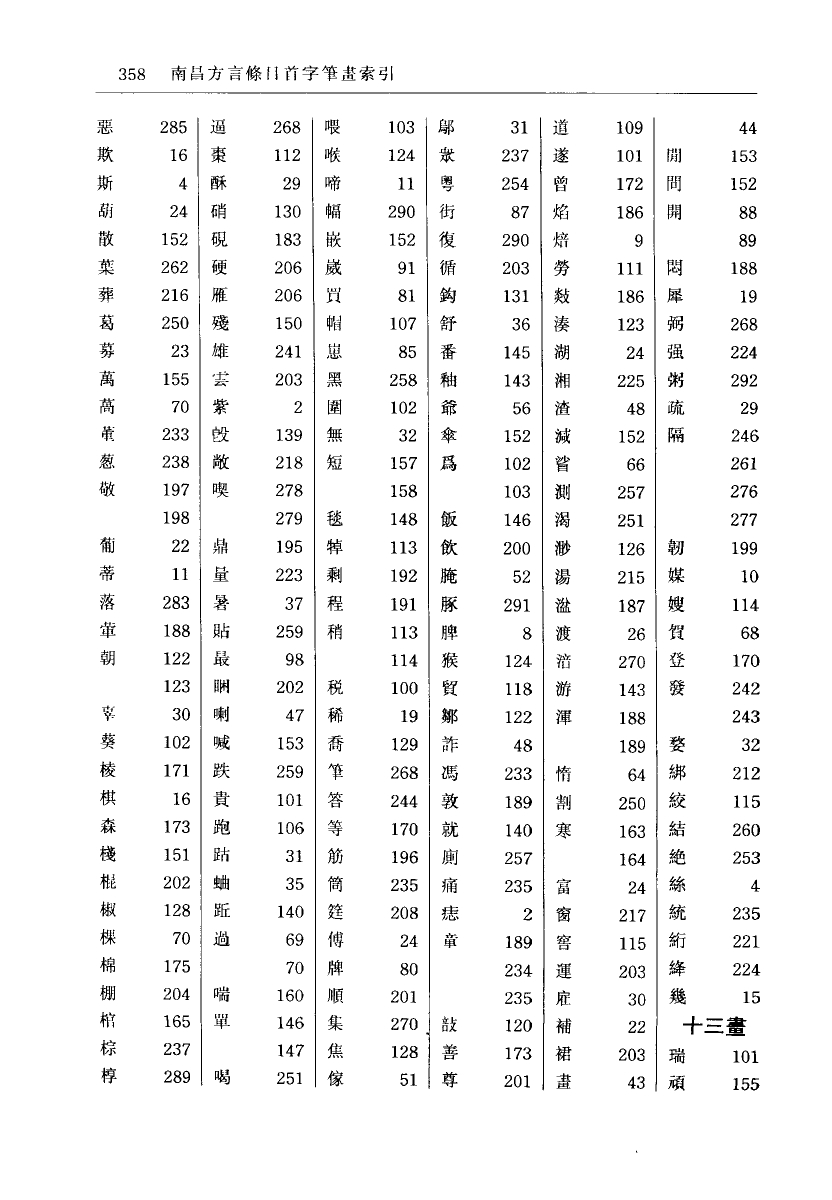 358 南昌方言條目首字筆畫索引
惡 285
欺 16
斯 4
葫 24
散 152
葉 262
葬 216
葛 250
募 23
萬 155
萵 70
董 233
葱 238
敬 197
198
葡 22
蒂 11
落 283
葷 188
朝 122
123
辜 30
葵 102
棱 171
棋 16
森 173
棧 151
棍 202
椒 128
棵 70
棉 175
棚 204
棺 165
棕 237
椁 289
逼 268
棗 112
酥 29
硝 130
硯 183
硬 206
雁 206
殘 150
雄 241
雲 203
紫 2
毀 139
敞 218
喫 278
279
鼎 195
量 223
暑 37
貼 259
最 98
睏 202
喇 47
喊 153
跌 259
貴 101
跑 106
跍 31
蛐 35
距 140
過 69
70
喘 160
單 146
147
喝 251
喂 103
喉 124
啼 11
幅 290
嵌 152
崴 91
買 81
帽 107
崽 85
黑 258
圍 102
無 32
短 157
158
毯 148
犉 113
剩 192
程 191
稍 113
114
税 100
稀 19
喬 129
筆 268
答 244
等 170
筋 196
筒 235
筳 208
傅 24
牌 80
順 201
集 270
焦 128
傢 51
鄔 31
衆 237
粵 254
街 87
復 290
循 203
鈎 131
舒 36
番 145
釉 143
爺 56
傘 152
爲 102
103
飯 146
飲 200
腌 52
豚 291
脾 8
猴 124
貿 118
鄒 122
詐 48
馮 233
敦 189
就 140
廁 257
痛 235
痣 2
童 189
234
235
敨 120
善 173
尊 201
道 109
遂 101
曾 172
焰 186
焙 9
勞 111
敥 186
湊 123
湖 24
湘 225
渣 48
減 152
渻 66
測 257
渴 251
渺 126
湯 215
湓 187
渡 26
湆 270
游 143
渾 188
189
惰 64
割 250
寒 163
164
富 24
窗 217
窖 115
運 203
雇 30
補 22
裙 203
畫 43
44
閒 153
間 152
開 88
89
悶 188
犀 19
弼 268
强 224
粥 292
疏 29
隔 246
261
276
277
韌 199
媒 10
嫂 114
賀 68
登 170
發 242
243
婺 32
綁 212
絞 115
結 260
絶 253
絲 4
統 235
絎 221
絳 224
幾 15
十三畫
瑞 101
頑 155